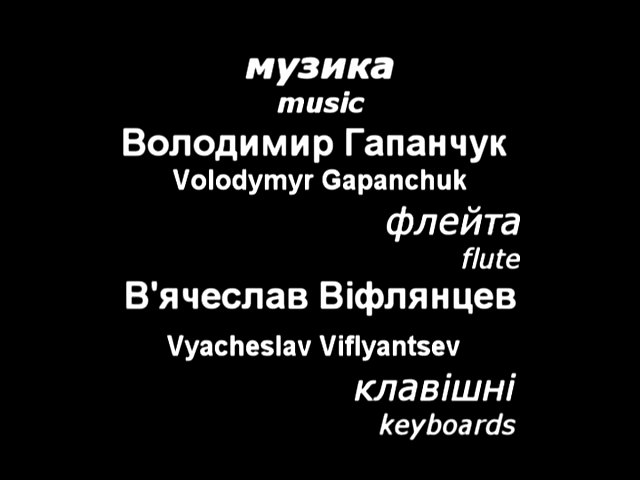 музика
music
Володимир Гапанчук
Volodymyr Gapanchuk
флейта
flute
В'ячеслав Віфлянцев
Vyacheslav Viflyantsev
клавішні
keyboards